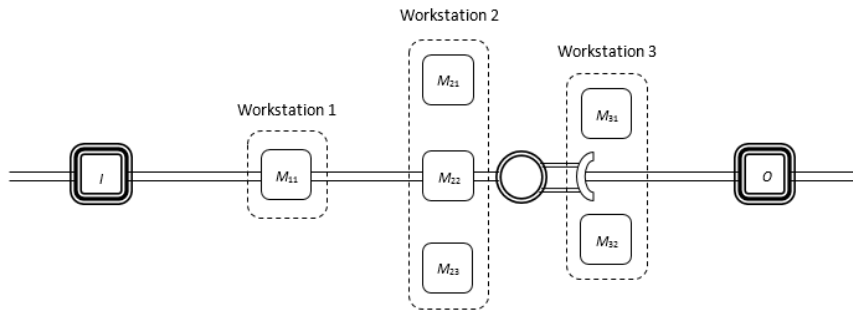 Workstation 2
Workstation 3
Workstation 1
M21
M31
I
M11
M22
O
M32
M23